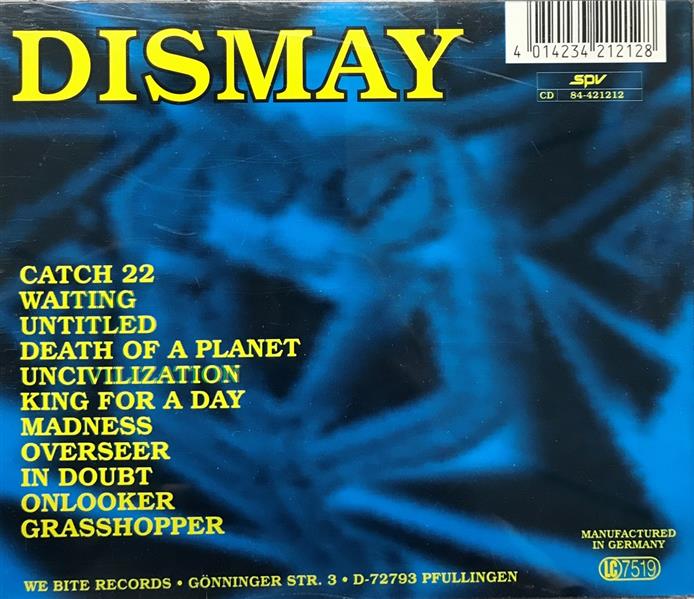 DISMAY
4 014234 212128
spv
CD 84-421212
CATCH 22
WAITING
UNTITLED
DEATH OF A PLANET
UNCIVILIZATION
KING FOR A DAY
MADNESS
OVERSEER
IN DOUBT
ONLOOKER
GRASSHOPPER
MANUFACTURED
IN GERMANY
LC 7519
WE BITE RECORDS • GÖNNINGER STR. 3 • D-72793 PFULLINGEN